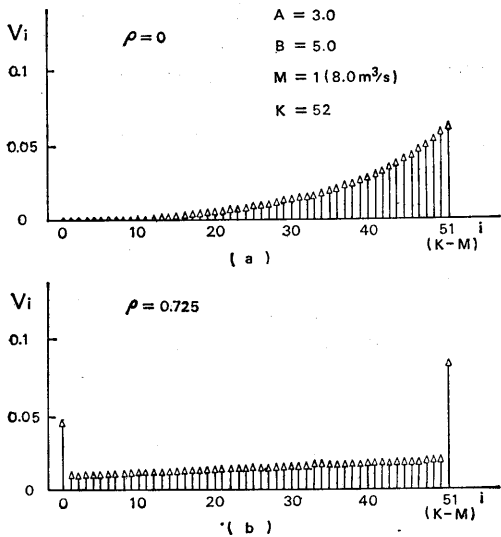 Vi
ρ=0
A = 3.0
B = 5.0
M = 1 (8.0 m³/s)
K = 52
0.1
0.05
0
0 10 20 30 40 51 i
(K-M)
(a)
Vi
ρ=0.725
0.1
0.05
0
0 10 20 30 40 51 i
(K-M)
(b)